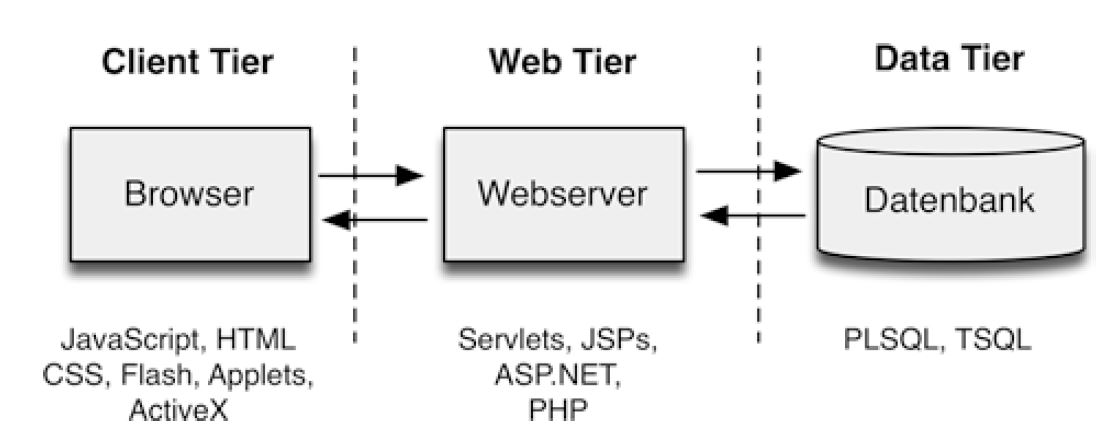 Client Tier
Web Tier
Data Tier
Browser
Webserver
Datenbank
JavaScript, HTML
CSS, Flash, Applets,
ActiveX
Servlets, JSPs,
ASP.NET,
PHP
PLSQL, TSQL